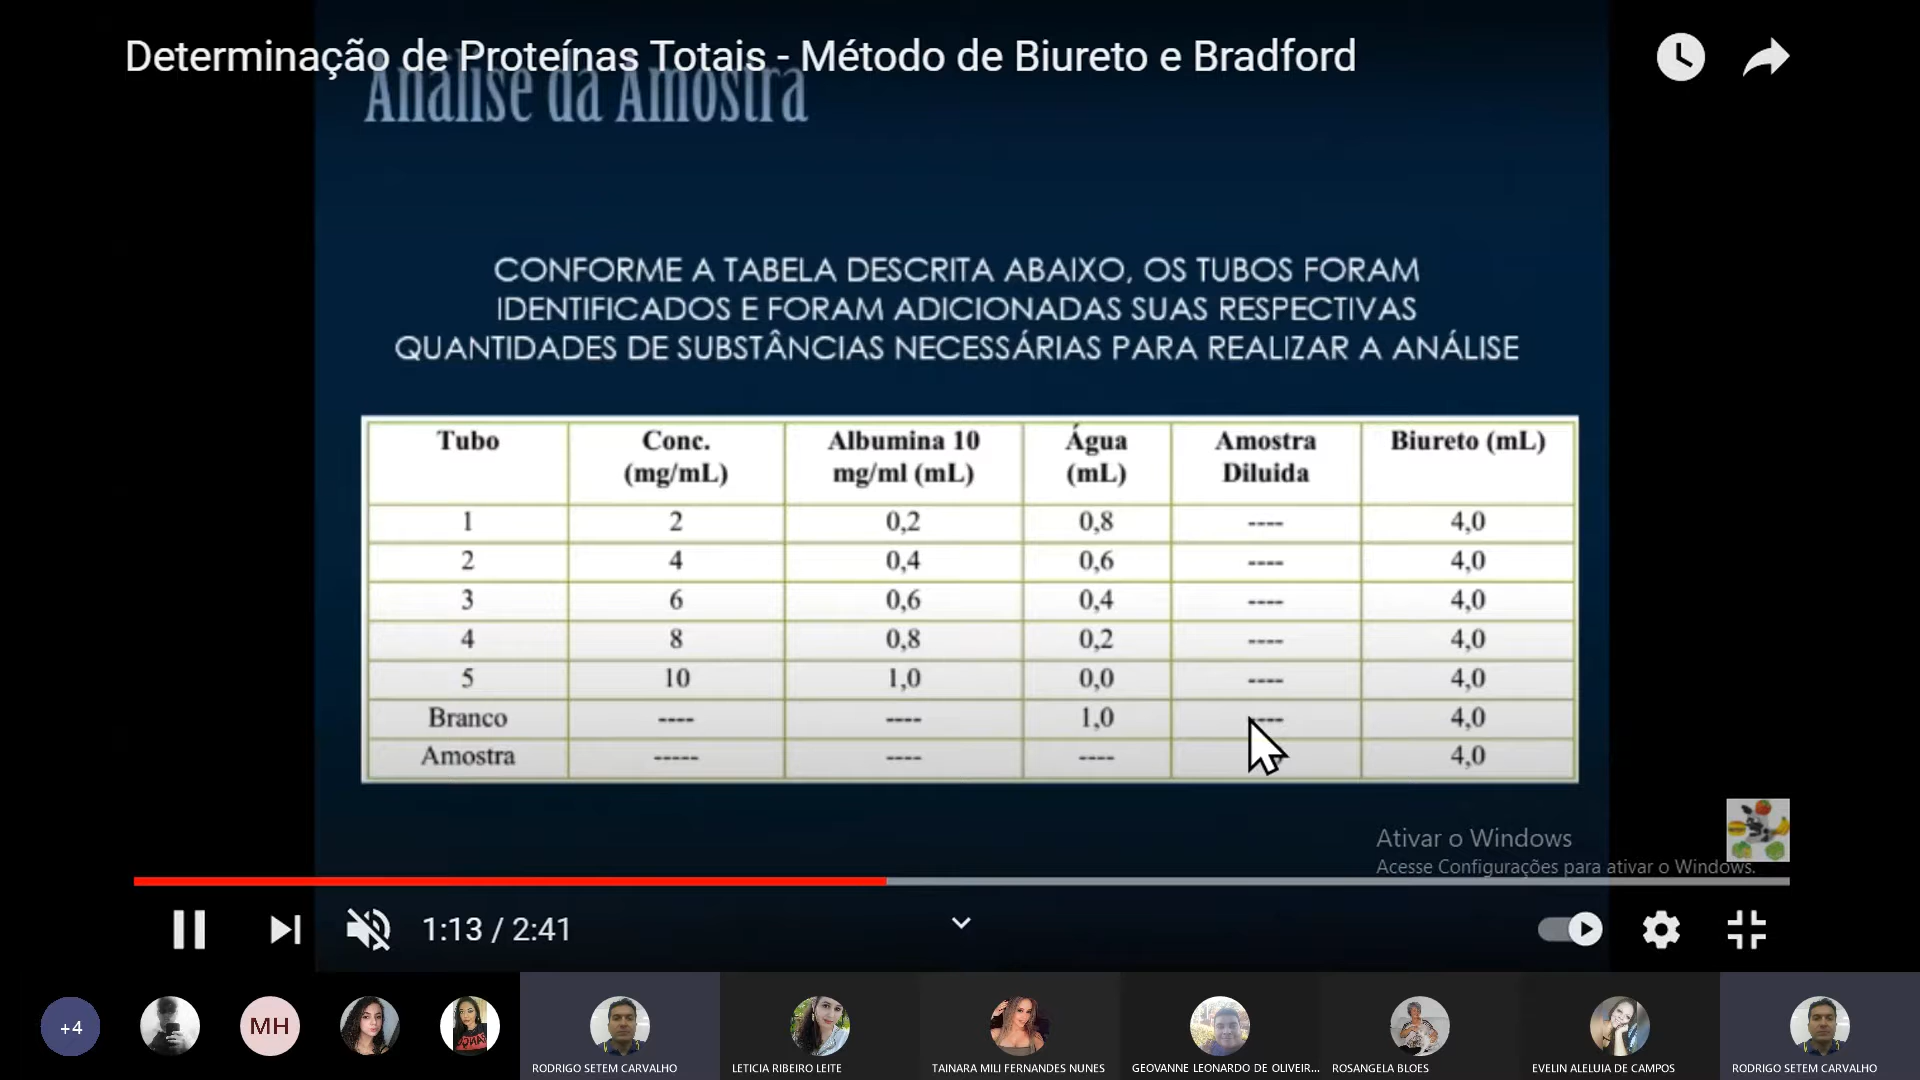 Determinação de Proteínas Totais - Método de Biureto e Bradford
Análise da Amostra
CONFORME A TABELA DESCRITA ABAIXO, OS TUBOS FORAM
IDENTIFICADOS E FORAM ADICIONADAS SUAS RESPECTIVAS
QUANTIDADES DE SUBSTÂNCIAS NECESSÁRIAS PARA REALIZAR A ANÁLISE
Tubo Conc. (mg/mL) Albumina 10 mg/ml (mL) Água (mL) Amostra Diluida Biureto (mL)
1 2 0,2 0,8 ---- 4,0
2 4 0,4 0,6 ---- 4,0
3 6 0,6 0,4 ---- 4,0
4 8 0,8 0,2 ---- 4,0
5 10 1,0 0,0 ---- 4,0
Branco ---- ---- 1,0 ---- 4,0
Amostra ----- ---- ---- 4,0
Ativar o Windows
Acesse Configurações para ativar o Windows.
1:13 / 2:41
+4
MH
RODRIGO SETEM CARVALHO
LETICIA RIBEIRO LEITE
TAINARA MILI FERNANDES NUNES
GEOVANNE LEONARDO DE OLIVEIR...
ROSANGELA BLOES
EVELIN ALELUIA DE CAMPOS
RODRIGO SETEM CARVALHO